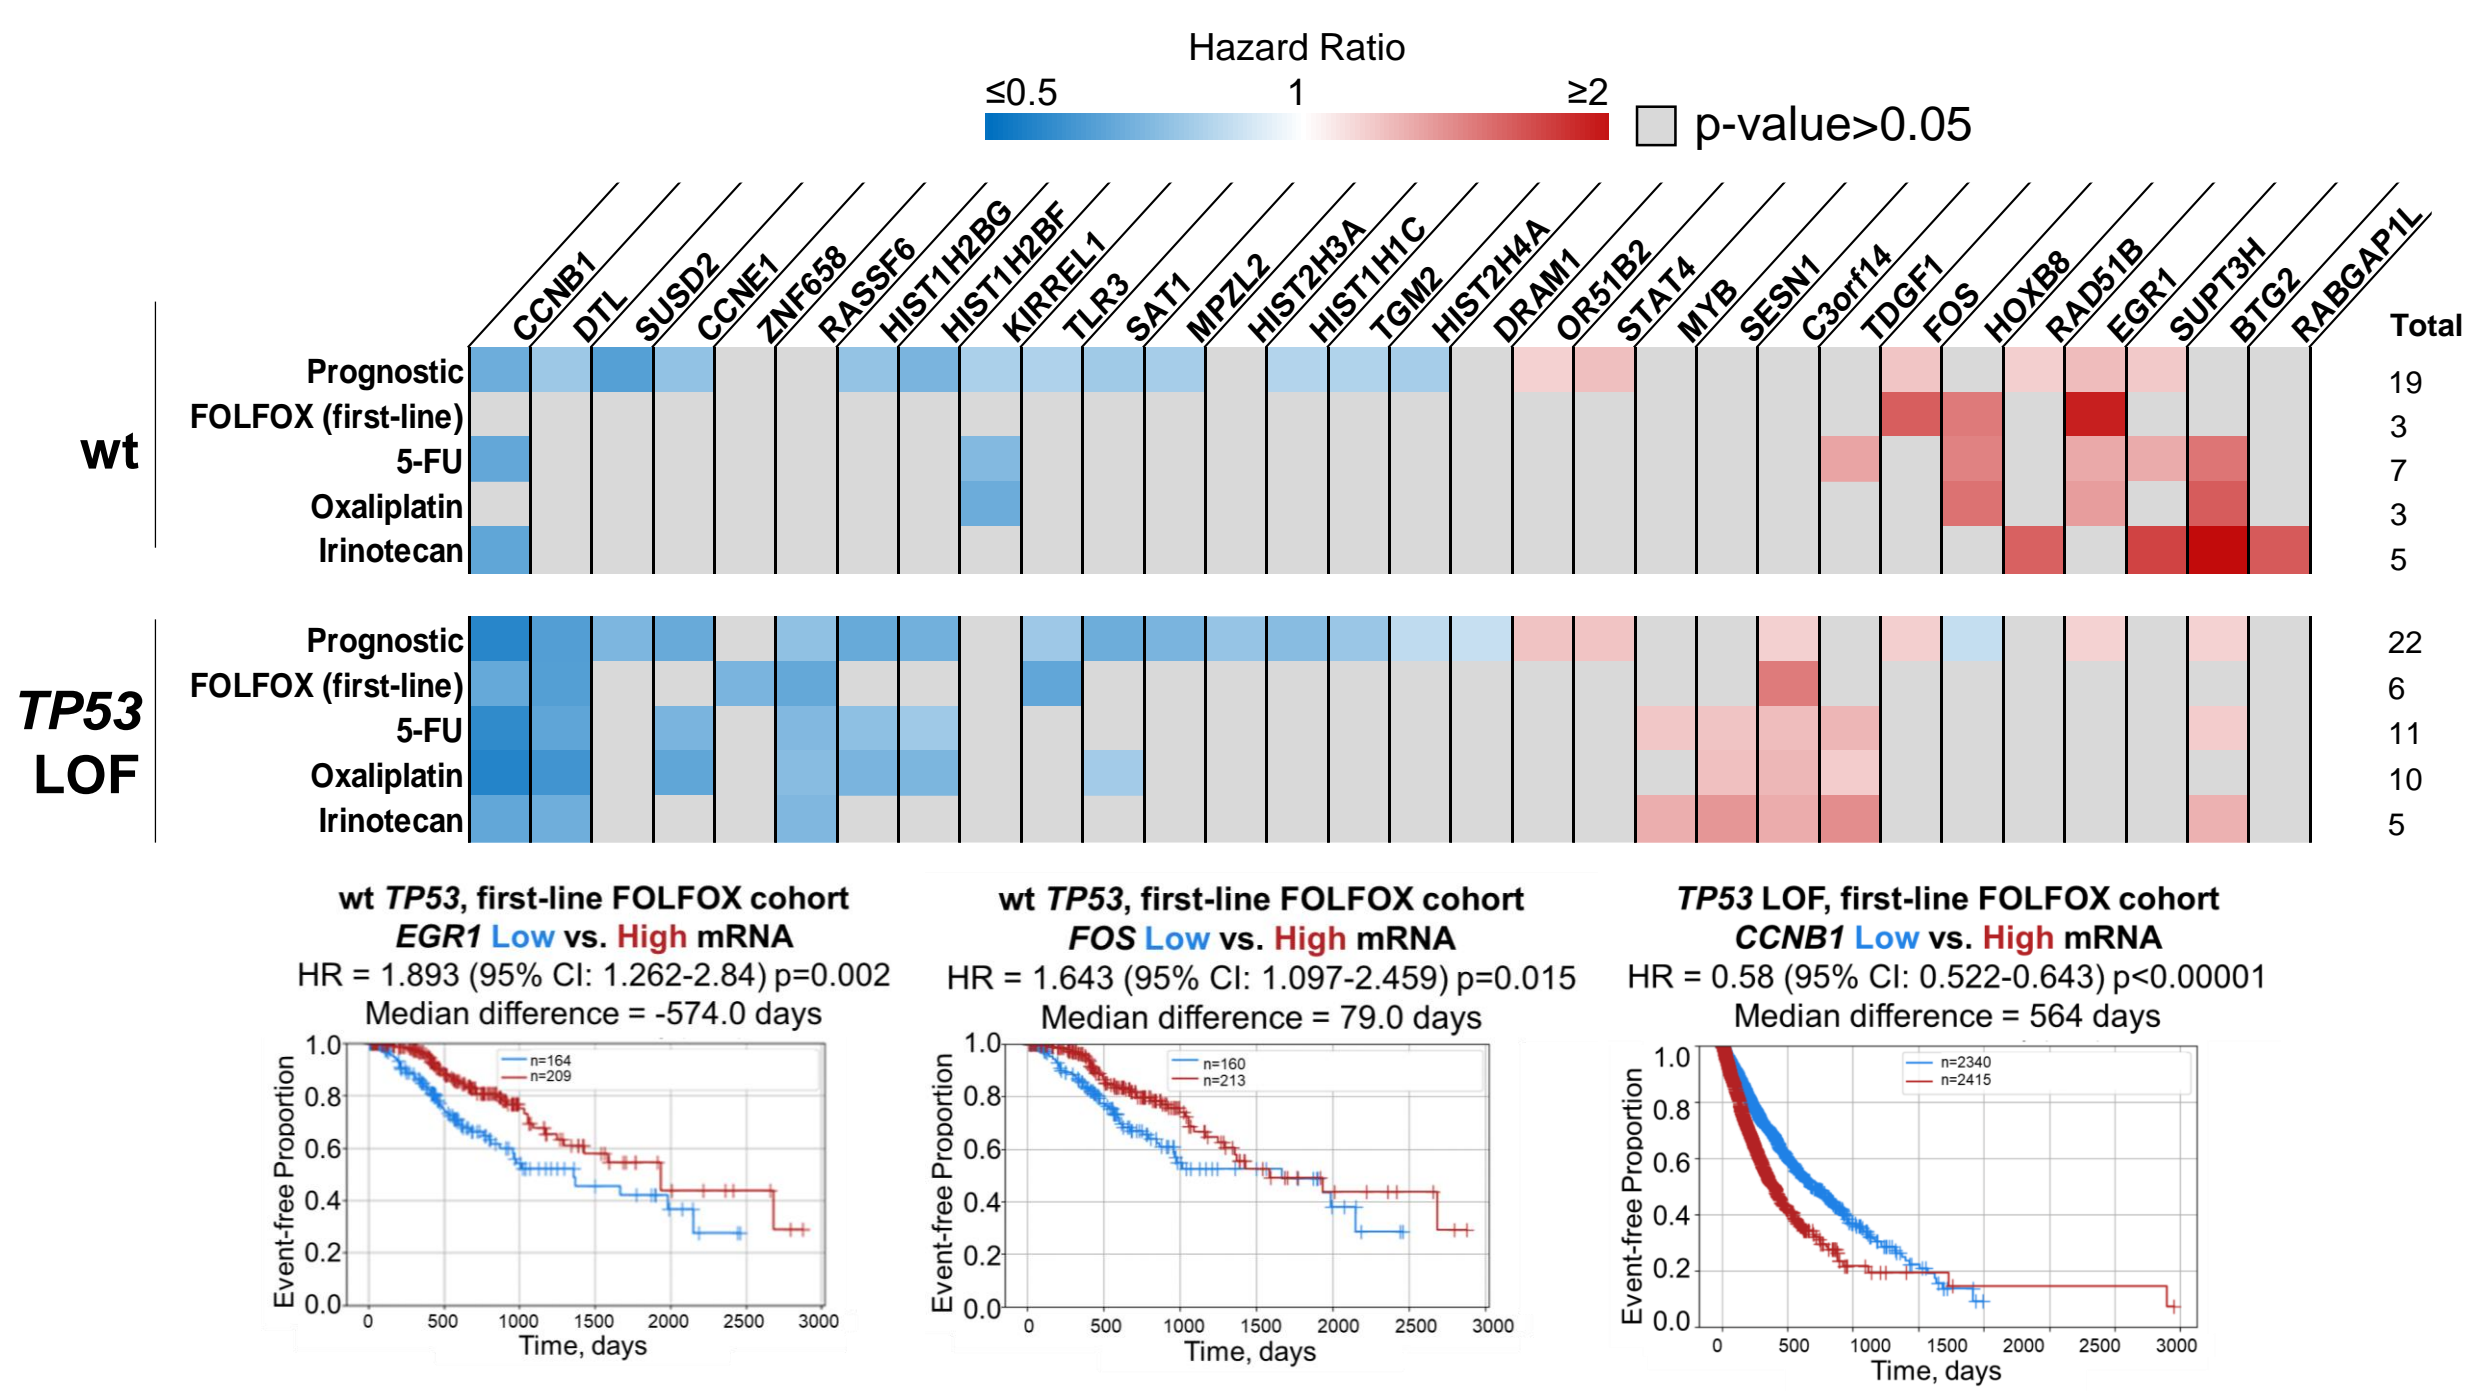 Hazard Ratio
≤0.5 1 ≥2
p-value>0.05
CCNB1
DTL
SUSD2
CCNE1
ZNF658
RASSF6
HIST1H2BG
HIST1H2BF
KIRREL1
TLR3
SAT1
MPZL2
HIST2H3A
HIST1H1C
TGM2
HIST2H4A
DRAM1
OR51B2
STAT4
MYB
SESN1
C3orf14
TDGF1
FOS
HOXB8
RAD51B
EGR1
SUPT3H
BTG2
RABGAP1L
Total
wt
Prognostic 19
FOLFOX (first-line) 3
5-FU 7
Oxaliplatin 3
Irinotecan 5
TP53
LOF
Prognostic 22
FOLFOX (first-line) 6
5-FU 11
Oxaliplatin 10
Irinotecan 5
wt TP53, first-line FOLFOX cohort
EGR1 Low vs. High mRNA
HR = 1.893 (95% CI: 1.262-2.84) p=0.002
Median difference = -574.0 days
n=164
n=209
Event-free Proportion
1.0
0.8
0.6
0.4
0.2
0.0
0 500 1000 1500 2000 2500 3000
Time, days
wt TP53, first-line FOLFOX cohort
FOS Low vs. High mRNA
HR = 1.643 (95% CI: 1.097-2.459) p=0.015
Median difference = 79.0 days
n=160
n=213
Event-free Proportion
1.0
0.8
0.6
0.4
0.2
0.0
0 500 1000 1500 2000 2500 3000
Time, days
TP53 LOF, first-line FOLFOX cohort
CCNB1 Low vs. High mRNA
HR = 0.58 (95% CI: 0.522-0.643) p<0.00001
Median difference = 564 days
n=2340
n=2415
Event-free Proportion
1.0
0.8
0.6
0.4
0.2
0.0
0 500 1000 1500 2000 2500 3000
Time, days